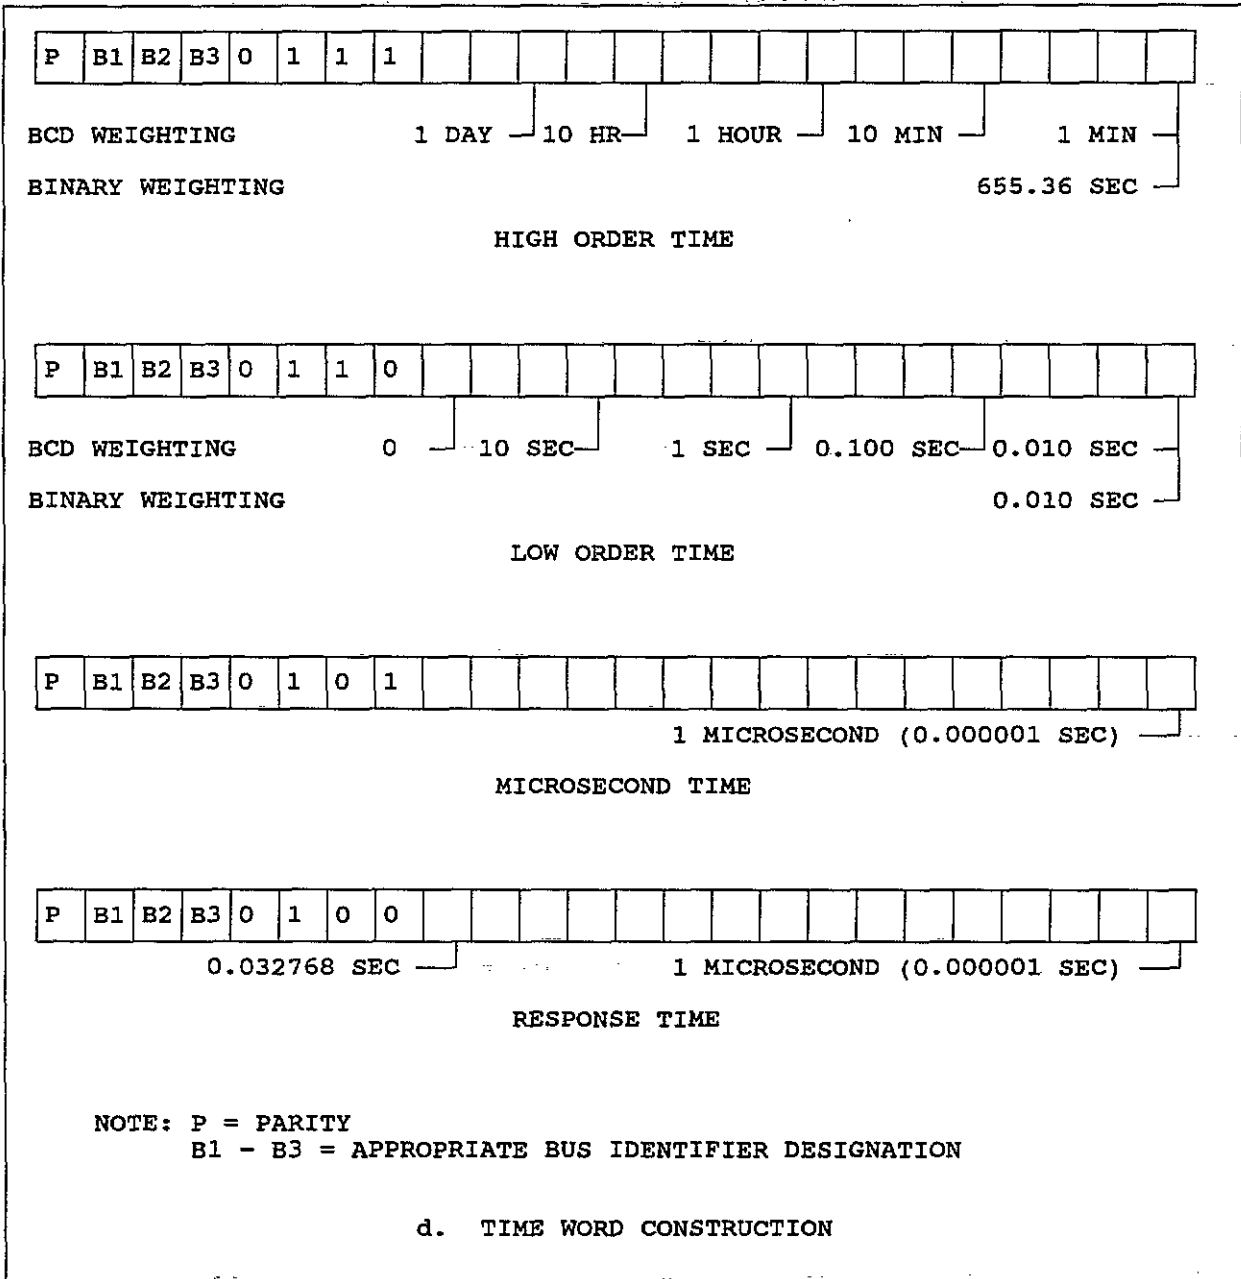 P B1 B2 B3 0 1 1 1
BCD WEIGHTING 1 DAY 10 HR 1 HOUR 10 MIN 1 MIN
BINARY WEIGHTING 655.36 SEC
HIGH ORDER TIME
P B1 B2 B3 0 1 1 0
BCD WEIGHTING 0 10 SEC 1 SEC 0.100 SEC 0.010 SEC
BINARY WEIGHTING 0.010 SEC
LOW ORDER TIME
P B1 B2 B3 0 1 0 1
1 MICROSECOND (0.000001 SEC)
MICROSECOND TIME
P B1 B2 B3 0 1 0 0
0.032768 SEC 1 MICROSECOND (0.000001 SEC)
RESPONSE TIME
NOTE: P = PARITY
B1 - B3 = APPROPRIATE BUS IDENTIFIER DESIGNATION
d. TIME WORD CONSTRUCTION